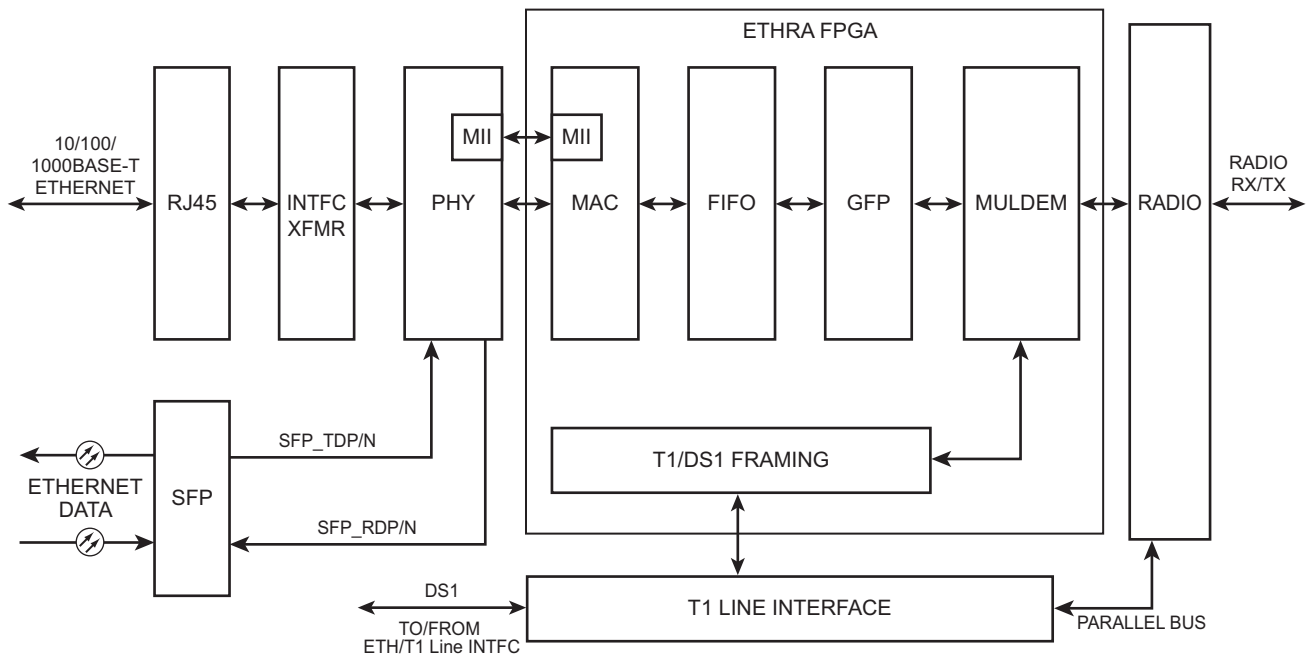 ETHRA FPGA
10/100/
1000BASE-T
ETHERNET
RJ45
INTFC
XFMR
PHY
MII
MII
MAC
FIFO
GFP
MULDEM
RADIO
RADIO
RX/TX
SFP_TDP/N
ETHERNET
DATA
SFP
SFP_RDP/N
T1/DS1 FRAMING
DS1
TO/FROM
ETH/T1 Line INTFC
T1 LINE INTERFACE
PARALLEL BUS